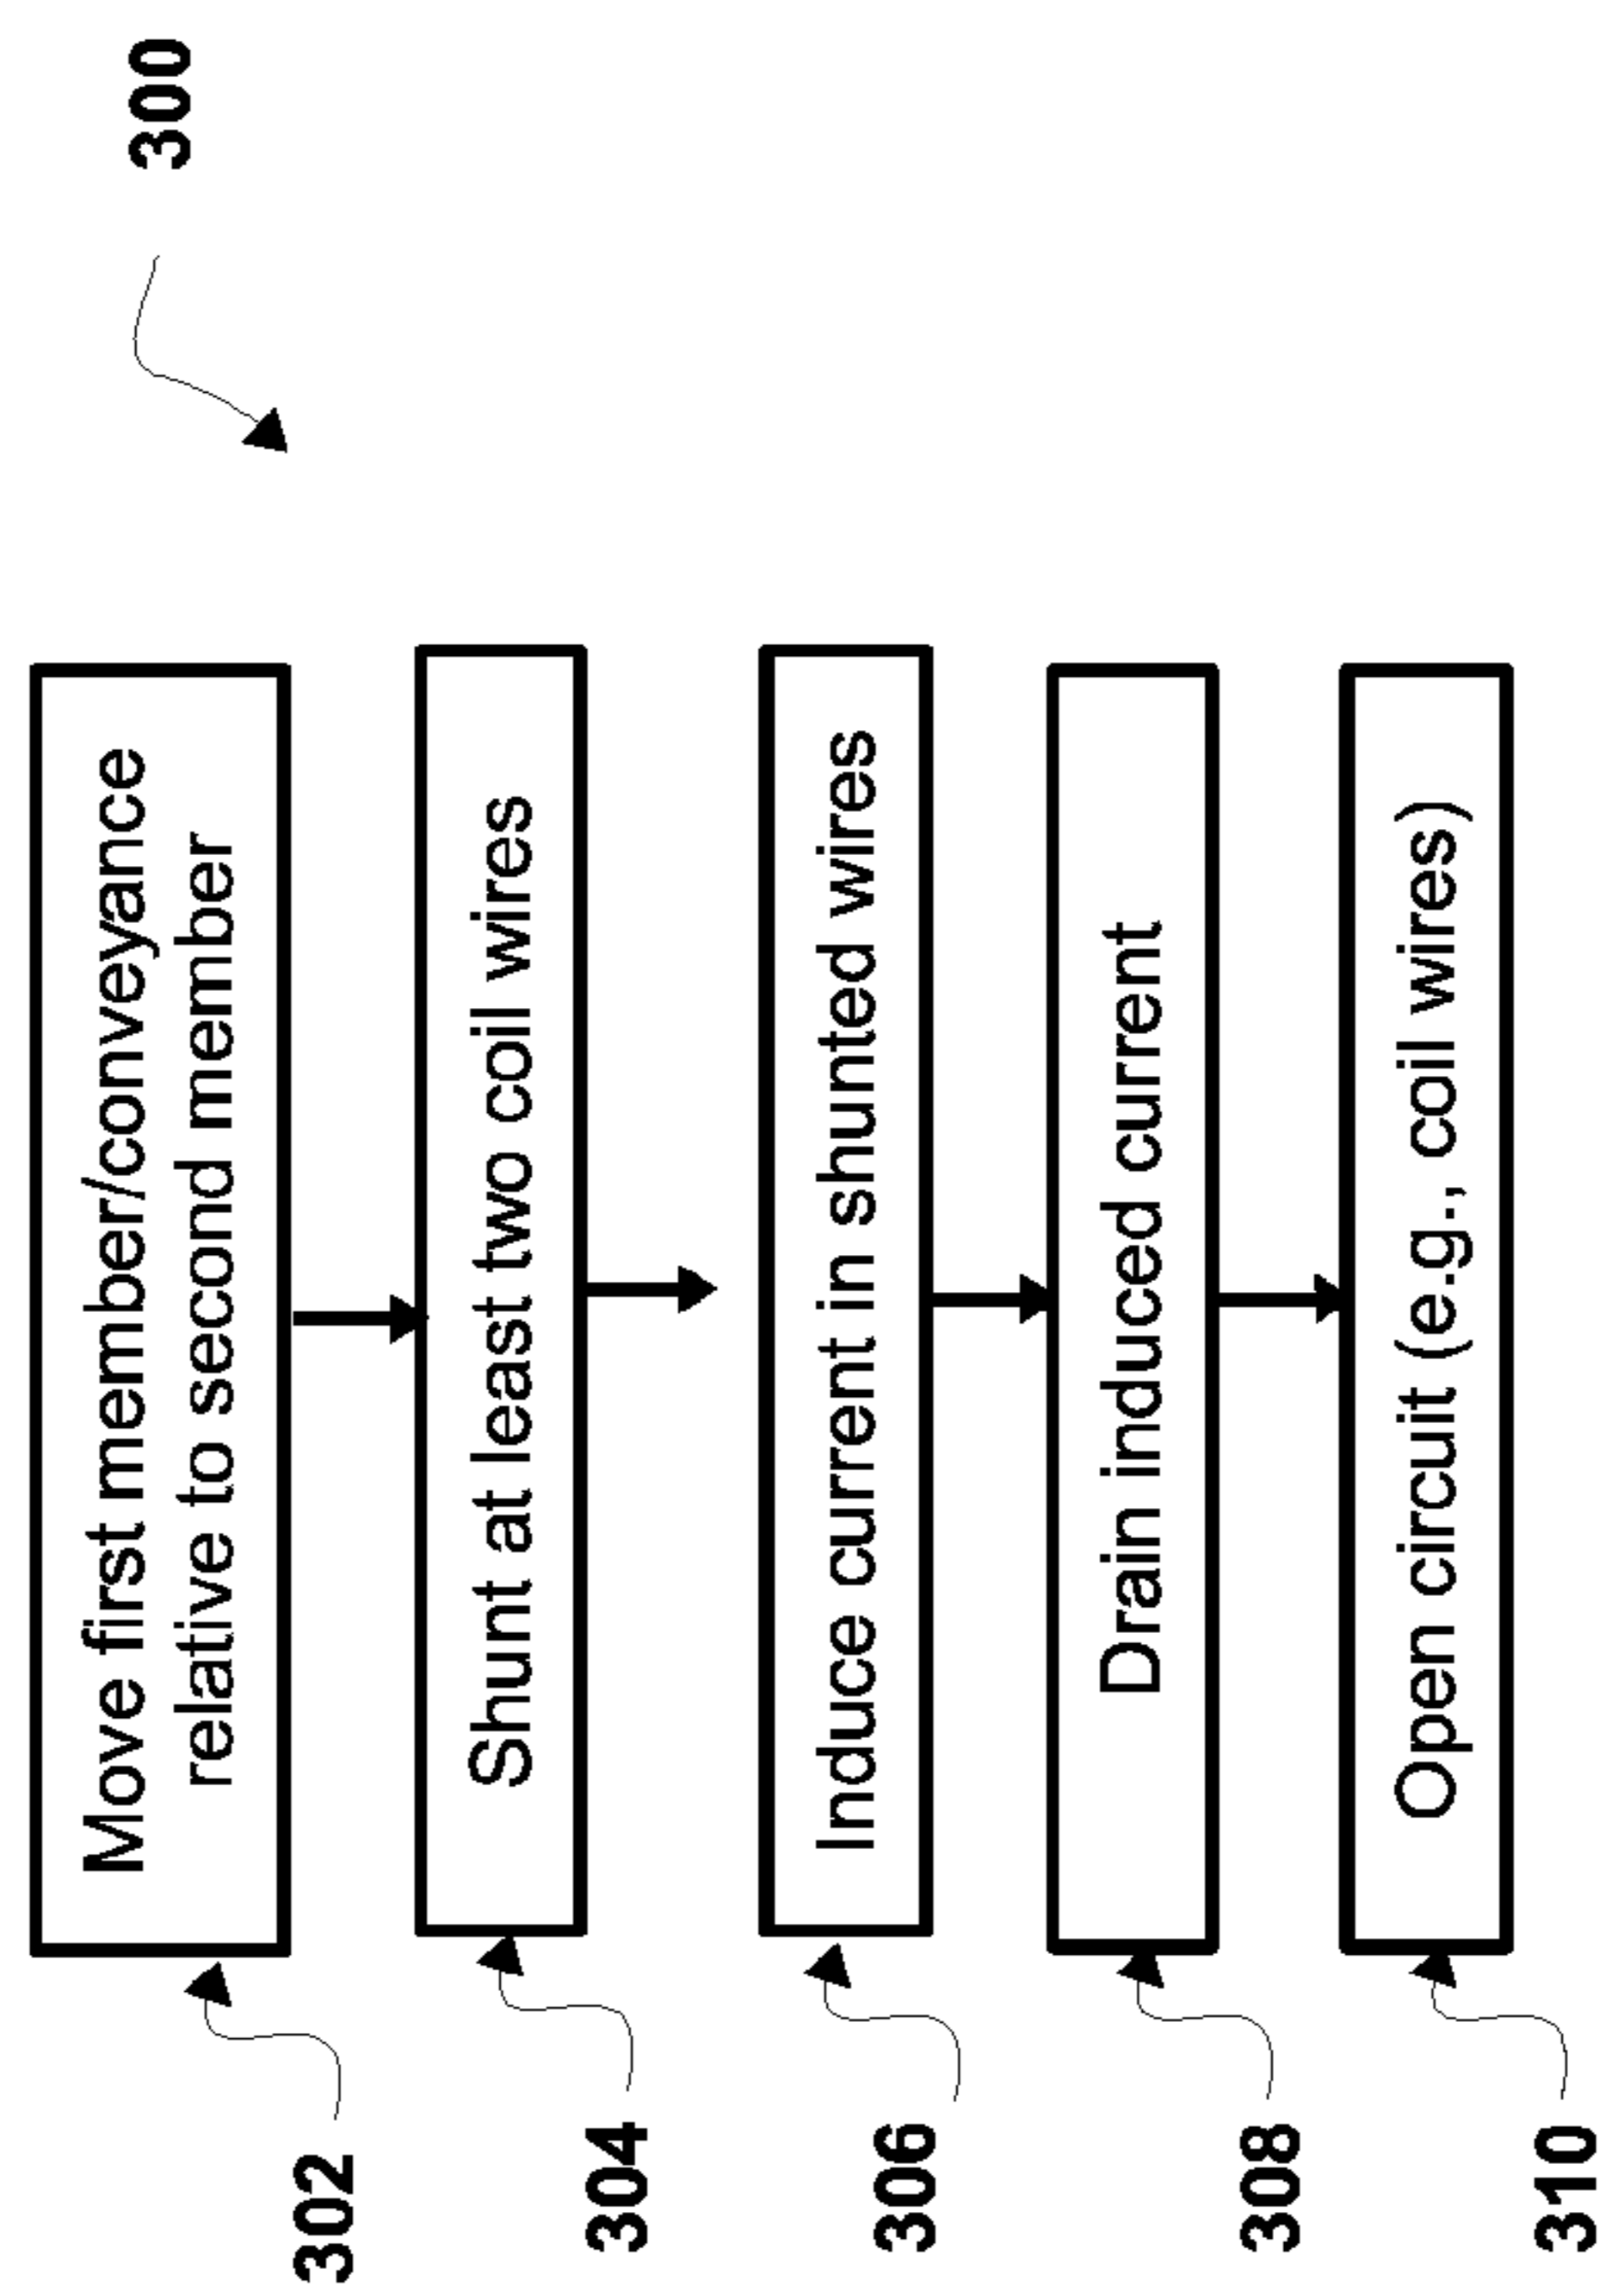 300
302
Move first member/conveyance
relative to second member
304
Shunt at least two coil wires
306
Induce current in shunted wires
308
Drain induced current
310
Open circuit (e.g., coil wires)